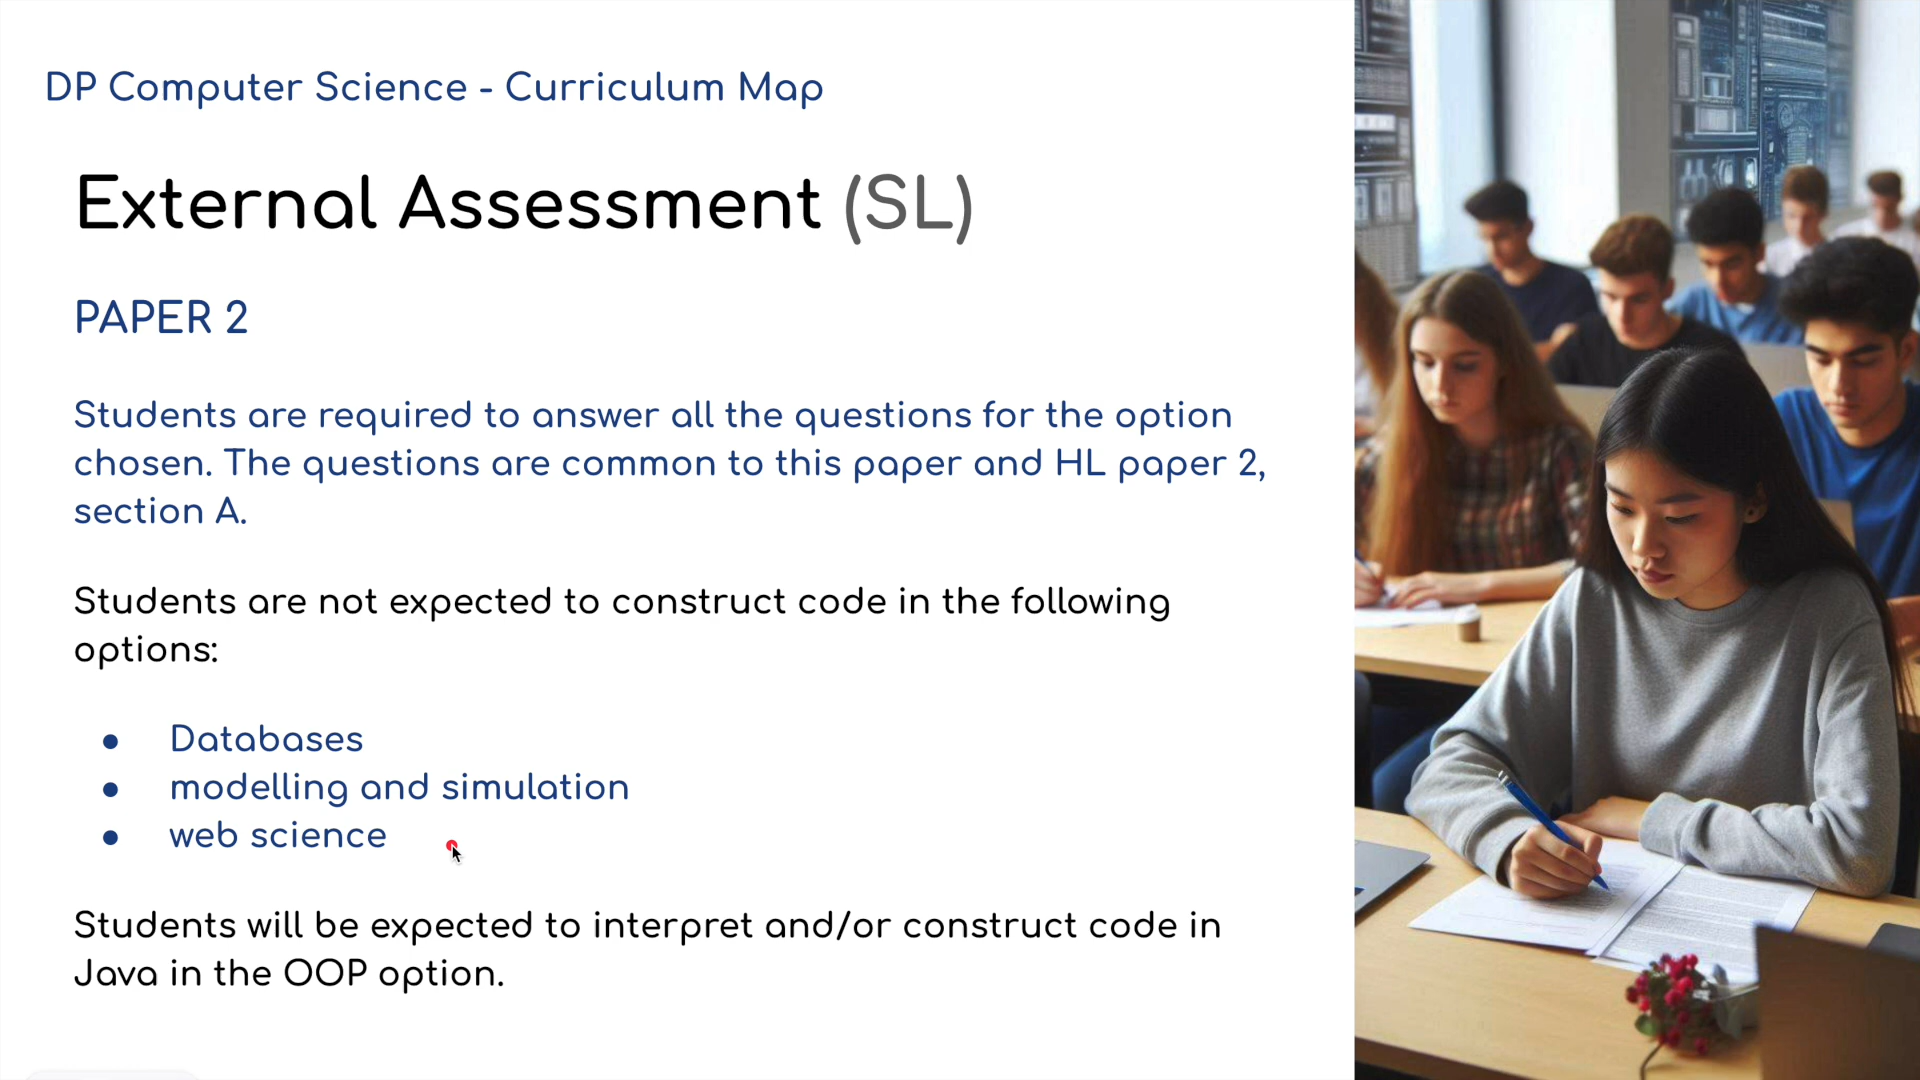 DP Computer Science - Curriculum Map
External Assessment (SL)
PAPER 2
Students are required to answer all the questions for the option
chosen. The questions are common to this paper and HL paper 2,
section A.
Students are not expected to construct code in the following
options:
● Databases
● modelling and simulation
● web science
Students will be expected to interpret and/or construct code in
Java in the OOP option.